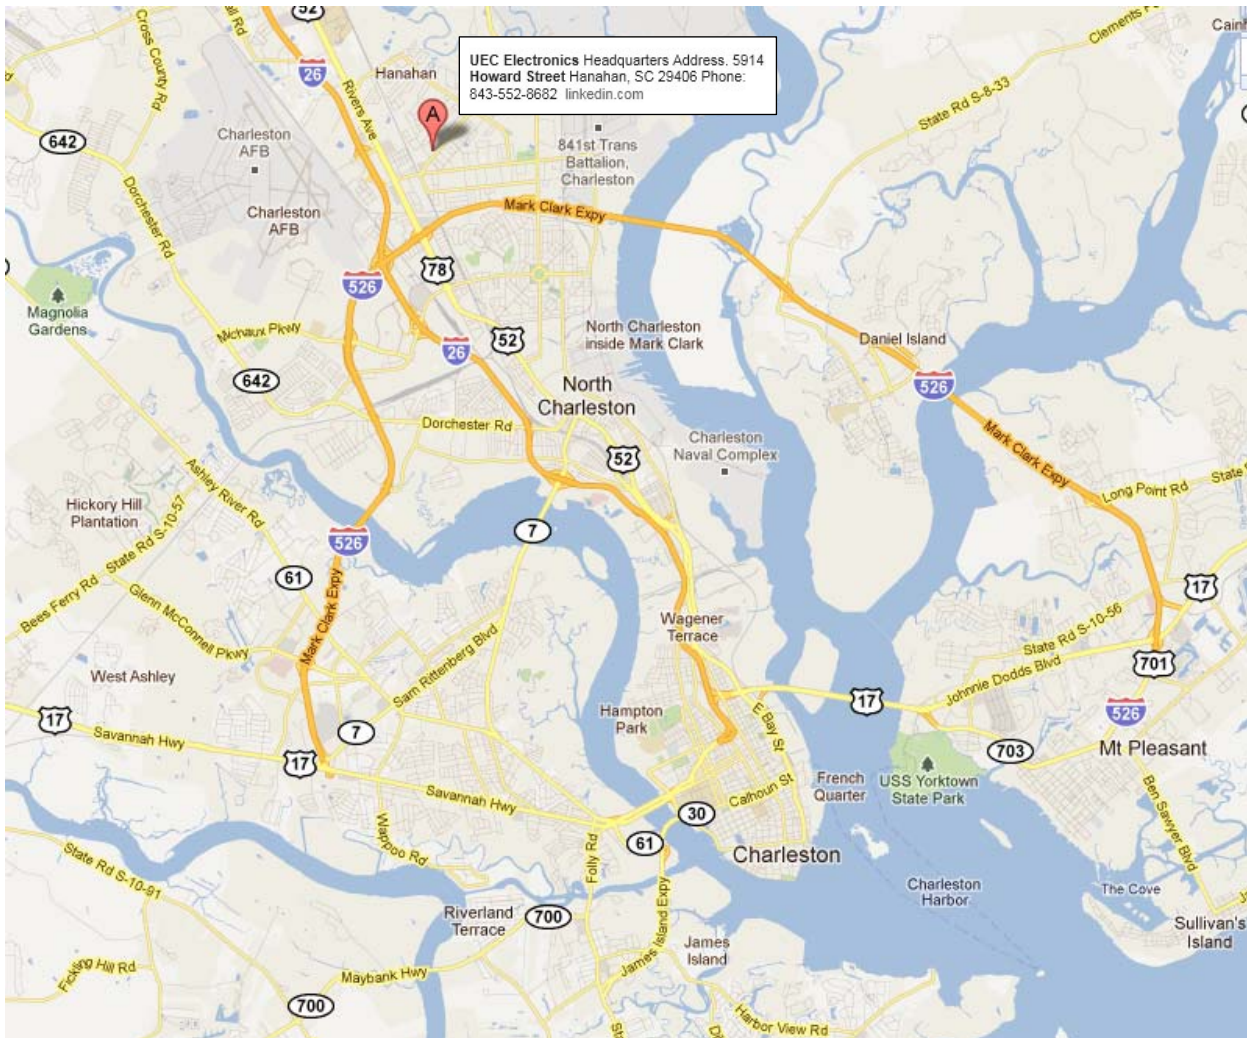 52
Cross County Rd
Clements F
Cainh
26
Hanahan
UEC Electronics Headquarters Address. 5914
Howard Street Hanahan, SC 29406 Phone:
843-552-8682 linkedin.com
Rivers Ave
A
State Rd S-8-33
642
Charleston
AFB
841st Trans
Battalion,
Charleston
Dorchester Rd
Charleston
AFB
Mark Clark Expy
78
526
Magnolia
Gardens
Michaux Pkwy
26
52
North Charleston
inside Mark Clark
Daniel Island
642
526
North
Charleston
Dorchester Rd
52
Charleston
Naval Complex
Mark Clark Expy
Ashley River Rd
Long Point Rd
State
Hickory Hill
Plantation
State Rd S-10-57
7
526
61
Bees Ferry Rd
Glenn McConnell Pkwy
Mark Clark Expy
17
Wagener
Terrace
State Rd S-10-56
Sam Rittenberg Blvd
701
Johnnie Dodds Blvd
West Ashley
17
17
526
Hampton
Park
E Bay St
7
Savannah Hwy
703
Mt Pleasant
17
French
Quarter
USS Yorktown
State Park
Calhoun St
Savannah Hwy
30
Ben Sawyer Blvd
61
Wappoo Rd
Folly Rd
Charleston
State Rd S-10-91
Charleston
Harbor
The Cove
Riverland
Terrace
700
James Island Expy
Sullivan's
Island
James
Island
Fickling Hill Rd
Maybank Hwy
700
Harbor View Rd